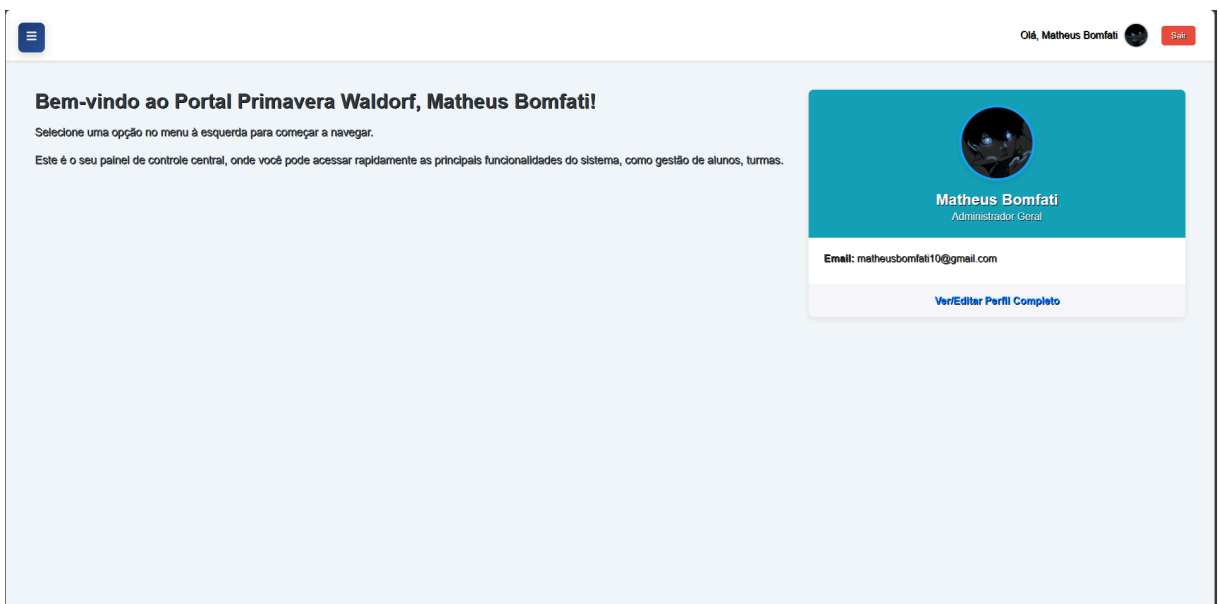 Olá, Matheus Bomfati
Sair
Bem-vindo ao Portal Primavera Waldorf, Matheus Bomfati!
Selecione uma opção no menu à esquerda para começar a navegar.
Este é o seu painel de controle central, onde você pode acessar rapidamente as principais funcionalidades do sistema, como gestão de alunos, turmas.
Matheus Bomfati
Administrador Geral
Email: matheusbomfati10@gmail.com
Ver/Editar Perfil Completo